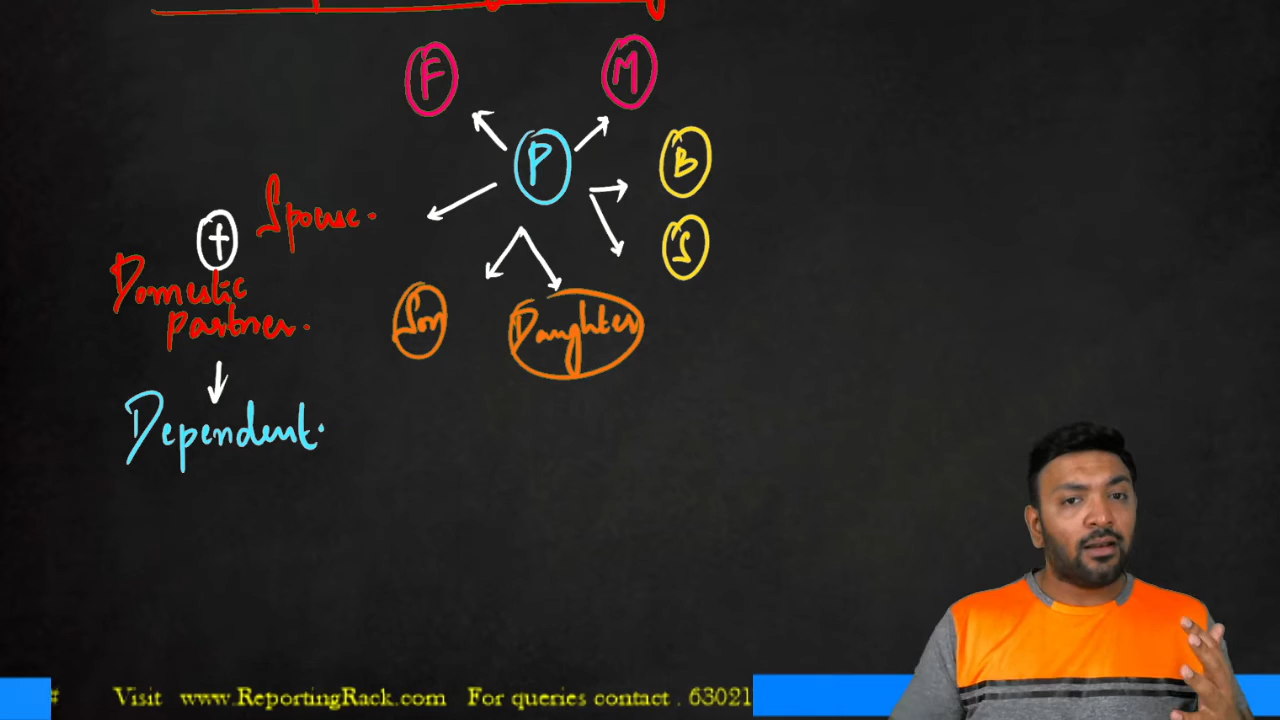 F
M
P
B
S
Spouse.
+
Domestic
partner.
Son
Daughter
Dependent.
# Visit www.ReportingRack.com For queries contact . 63021